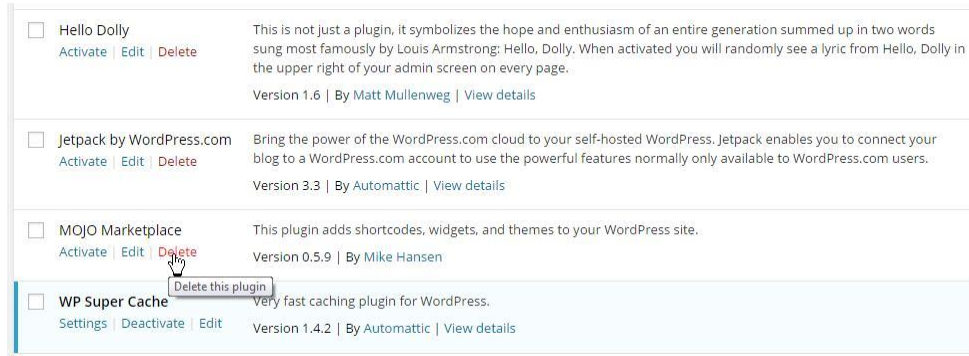 Hello Dolly
Activate | Edit | Delete
This is not just a plugin, it symbolizes the hope and enthusiasm of an entire generation summed up in two words
sung most famously by Louis Armstrong: Hello, Dolly. When activated you will randomly see a lyric from Hello, Dolly in
the upper right of your admin screen on every page.
Version 1.6 | By Matt Mullenweg | View details
Jetpack by WordPress.com
Activate | Edit | Delete
Bring the power of the WordPress.com cloud to your self-hosted WordPress. Jetpack enables you to connect your
blog to a WordPress.com account to use the powerful features normally only available to WordPress.com users.
Version 3.3 | By Automattic | View details
MOJO Marketplace
Activate | Edit | Delete
This plugin adds shortcodes, widgets, and themes to your WordPress site.
Version 0.5.9 | By Mike Hansen
Delete this plugin
WP Super Cache
Settings | Deactivate | Edit
Very fast caching plugin for WordPress.
Version 1.4.2 | By Automattic | View details